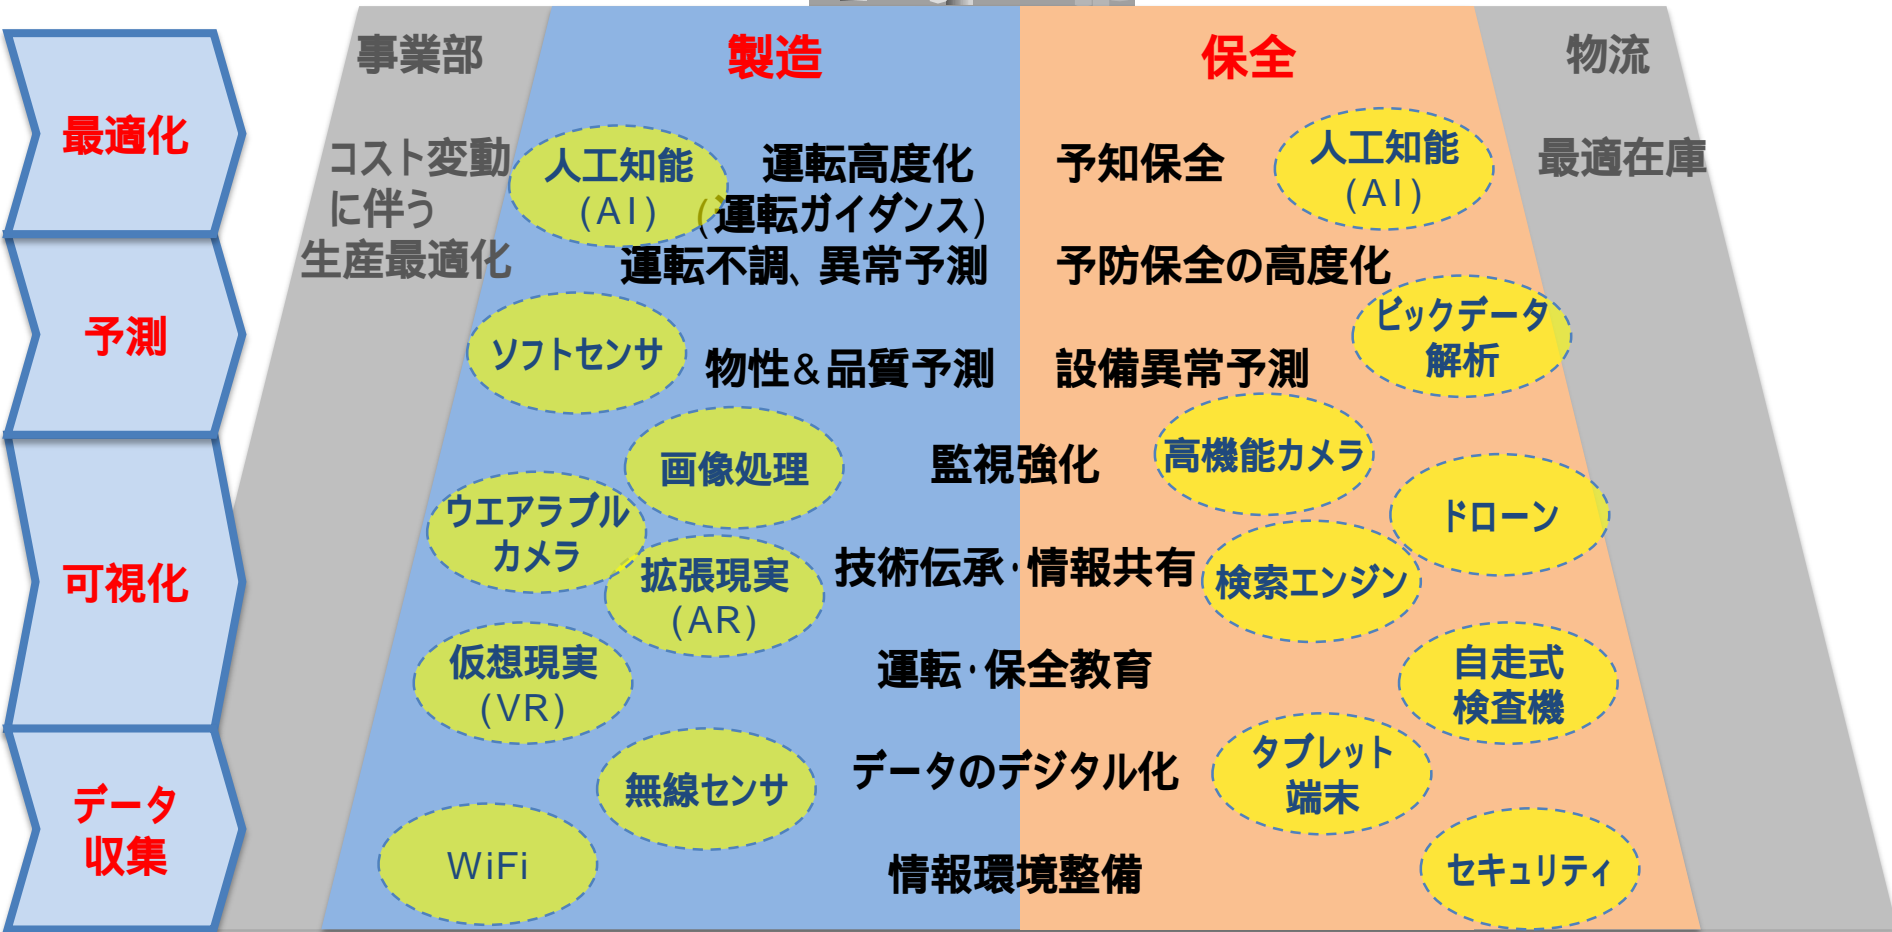 事業部
製造
保全
物流
最適化
コスト変動
に伴う
生産最適化
人工知能
(AI)
運転高度化
(運転ガイダンス)
運転不調、異常予測
予知保全
人工知能
(AI)
予防保全の高度化
最適在庫
予測
ソフトセンサ
物性&品質予測
設備異常予測
ビックデータ
解析
可視化
画像処理
監視強化
高機能カメラ
ウエアラブル
カメラ
ドローン
拡張現実
(AR)
技術伝承・情報共有
検索エンジン
仮想現実
(VR)
運転・保全教育
自走式
検査機
データ
収集
無線センサ
データのデジタル化
タブレット
端末
WiFi
情報環境整備
セキュリティ